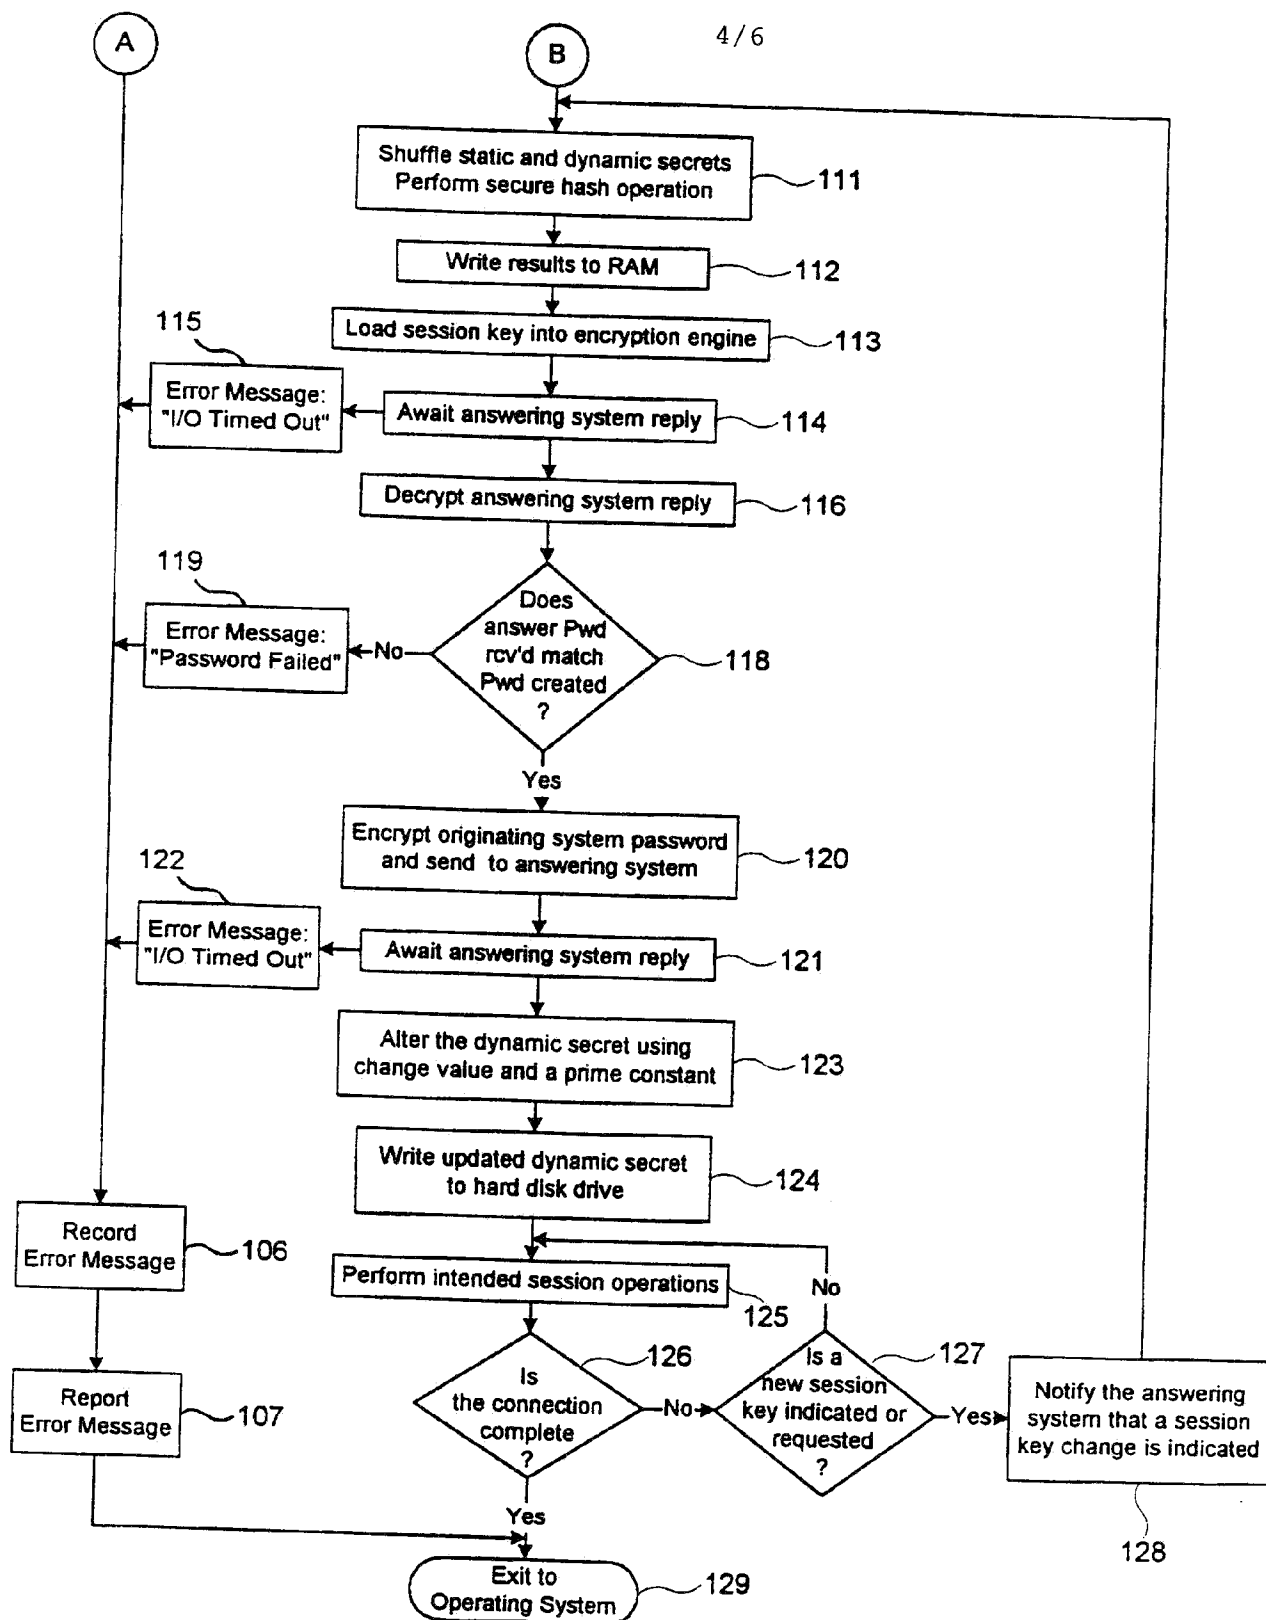 4/6
A
B
Shuffle static and dynamic secrets
Perform secure hash operation
111
Write results to RAM
112
Load session key into encryption engine
113
115
Error Message:
"I/O Timed Out"
Await answering system reply
114
Decrypt answering system reply
116
119
Error Message:
"Password Failed"
No
Does
answer Pwd
rcv'd match
Pwd created
?
118
Yes
Encrypt originating system password
and send to answering system
120
122
Error Message:
"I/O Timed Out"
Await answering system reply
121
Alter the dynamic secret using
change value and a prime constant
123
Write updated dynamic secret
to hard disk drive
124
Record
Error Message
106
Perform intended session operations
125
No
Report
Error Message
107
Is
the connection
complete
?
126
No
Is a
new session
key indicated or
requested
?
127
Yes
Notify the answering
system that a session
key change is indicated
128
Yes
Exit to
Operating System
129